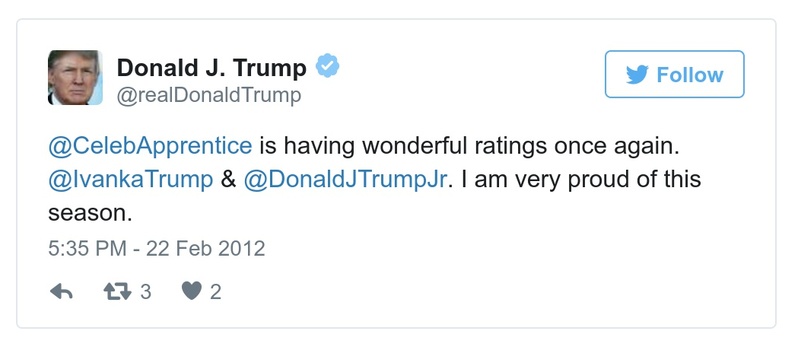 Donald J. Trump
@realDonaldTrump
Follow
@CelebApprentice is having wonderful ratings once again.
@IvankaTrump & @DonaldJTrumpJr. I am very proud of this
season.
5:35 PM - 22 Feb 2012
3 2